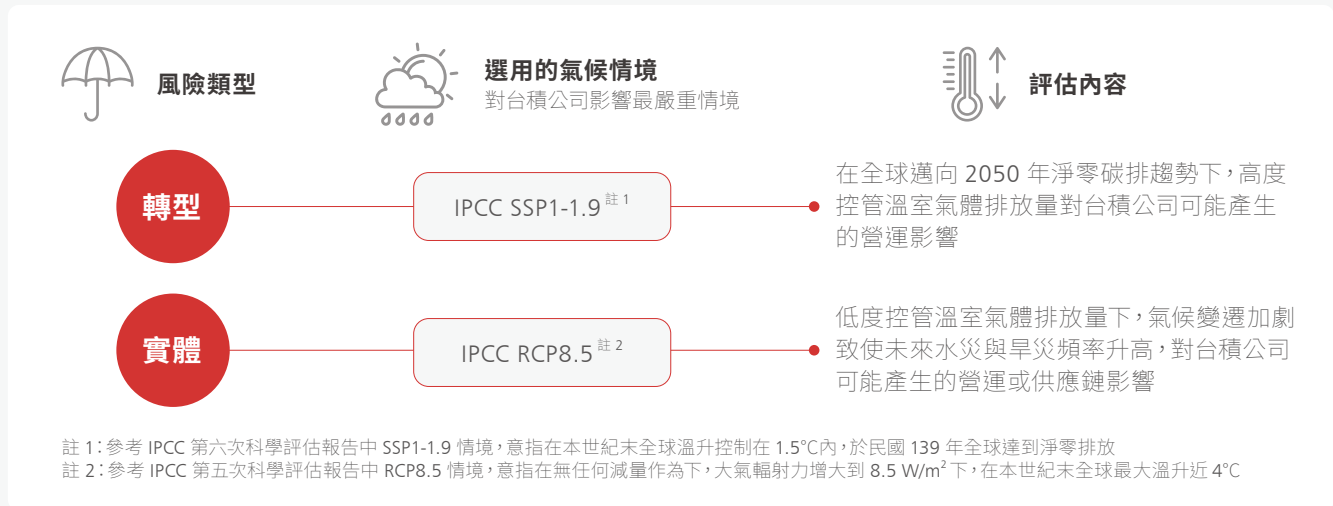 風險類型
選用的氣候情境
對台積公司影響最嚴重情境
評估內容
轉型
IPCC SSP1-1.9 註 1
在全球邁向 2050 年淨零碳排趨勢下,高度
控管溫室氣體排放量對台積公司可能產生
的營運影響
實體
IPCC RCP8.5 註 2
低度控管溫室氣體排放量下,氣候變遷加劇
致使未來水災與旱災頻率升高,對台積公司
可能產生的營運或供應鏈影響
註 1:參考 IPCC 第六次科學評估報告中 SSP1-1.9 情境,意指在本世紀末全球溫升控制在 1.5°C內,於民國 139 年全球達到淨零排放
註 2:參考 IPCC 第五次科學評估報告中 RCP8.5 情境,意指在無任何減量作為下,大氣輻射力增大到 8.5 W/m² 下,在本世紀末全球最大溫升近 4°C